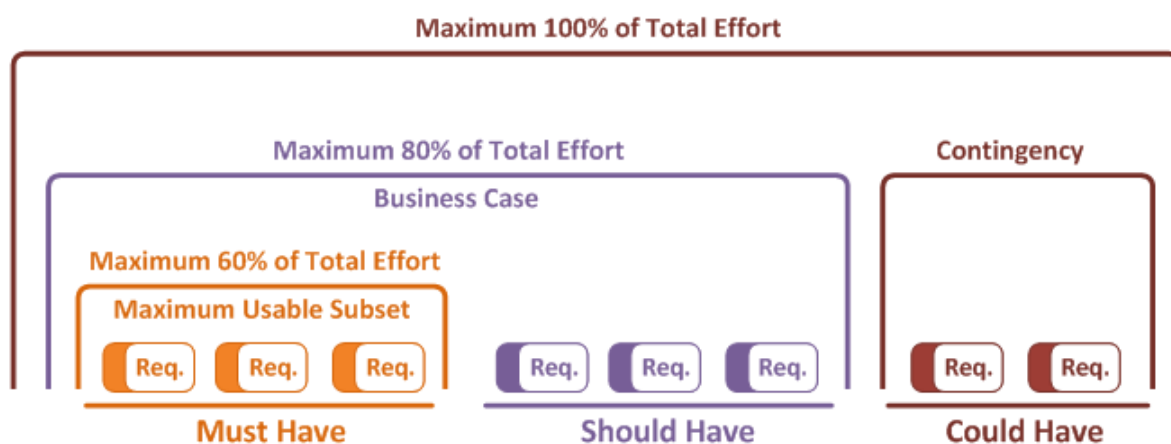 Maximum 100% of Total Effort
Maximum 80% of Total Effort
Contingency
Business Case
Maximum 60% of Total Effort
Maximum Usable Subset
Req. Req. Req. Req. Req. Req. Req. Req.
Must Have Should Have Could Have